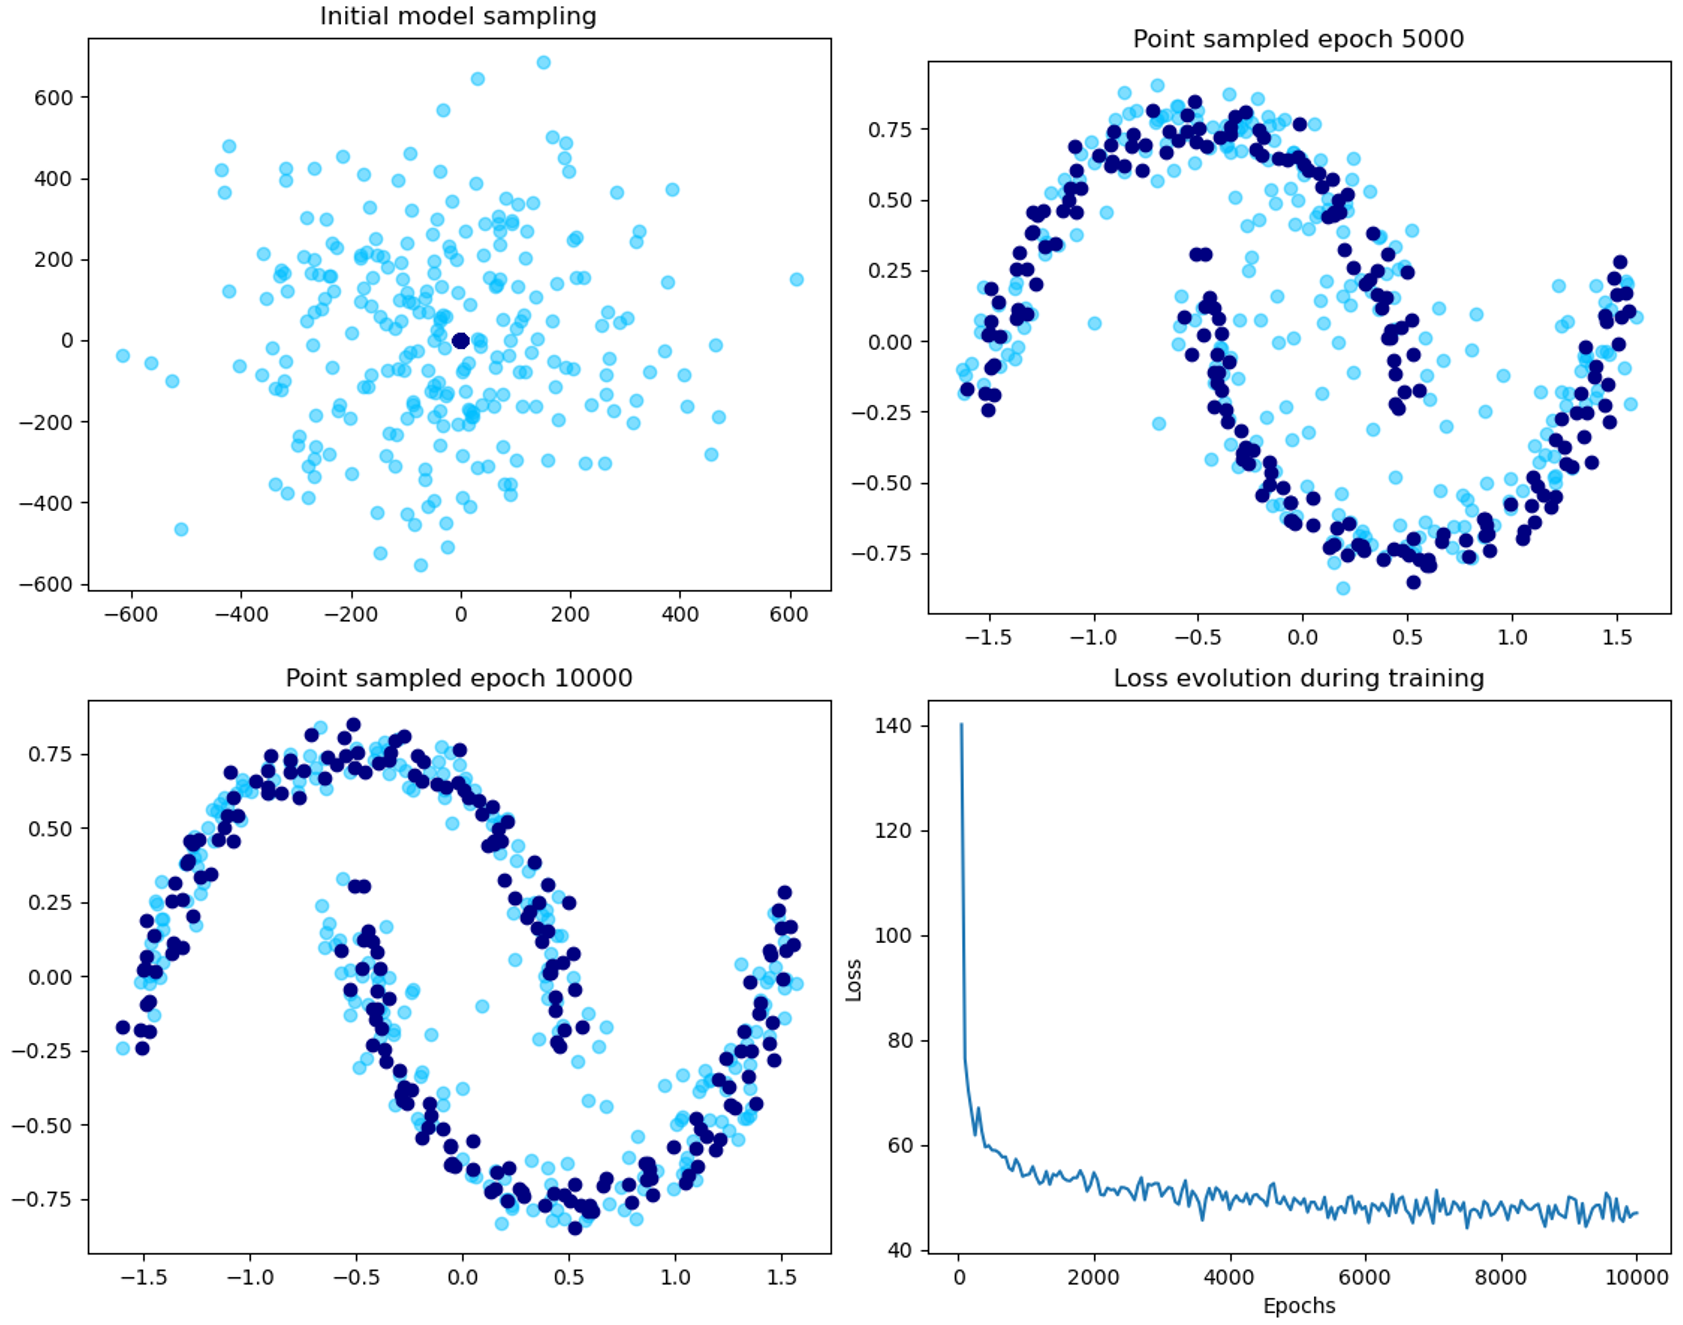 Initial model sampling
600
400
200
0
−200
−400
−600
−600 −400 −200 0 200 400 600
Point sampled epoch 5000
0.75
0.50
0.25
0.00
−0.25
−0.50
−0.75
−1.5 −1.0 −0.5 0.0 0.5 1.0 1.5
Point sampled epoch 10000
0.75
0.50
0.25
0.00
−0.25
−0.50
−0.75
−1.5 −1.0 −0.5 0.0 0.5 1.0 1.5
Loss evolution during training
Loss
140
120
100
80
60
40
0 2000 4000 6000 8000 10000
Epochs